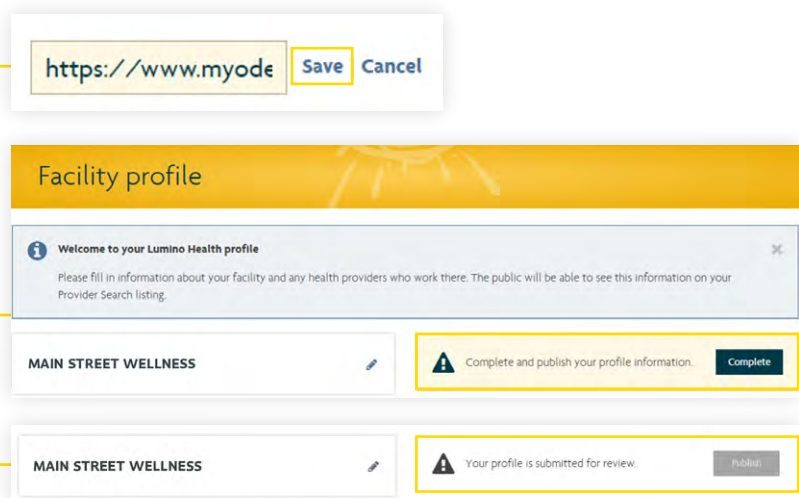 https://www.myode
Save Cancel
Facility profile
Welcome to your Lumino Health profile
Please fill in information about your facility and any health providers who work there. The public will be able to see this information on your
Provider Search listing.
MAIN STREET WELLNESS
Complete and publish your profile information. Complete
MAIN STREET WELLNESS
Your profile is submitted for review. Publish